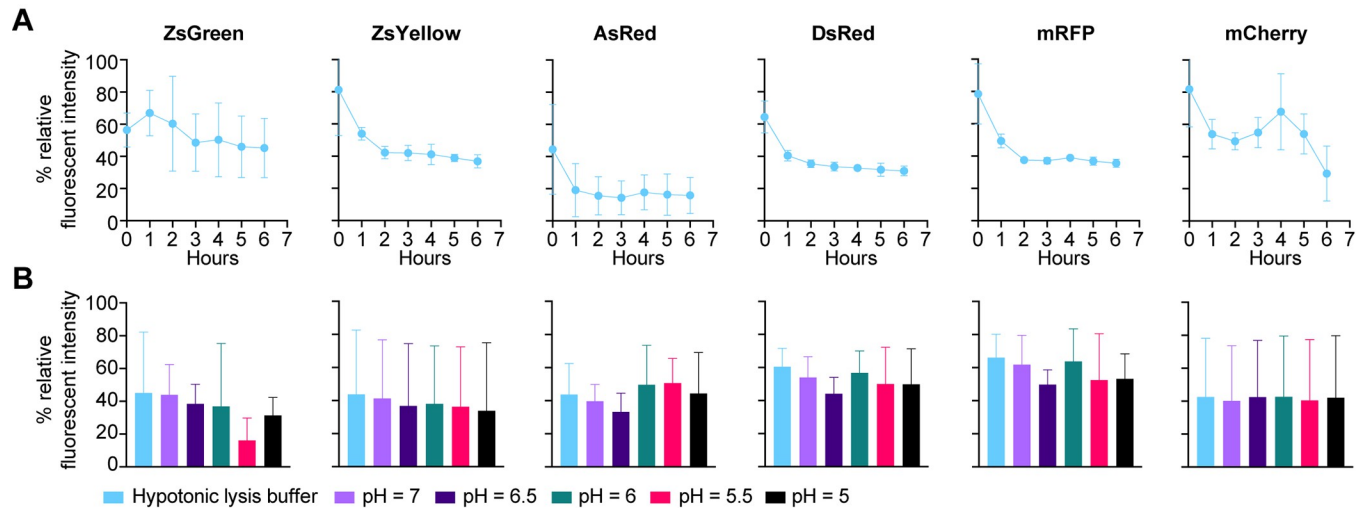 A
ZsGreen ZsYellow AsRed DsRed mRFP mCherry
% relative
fluorescent intensity
100
80
60
40
20
0
0 1 2 3 4 5 6 7 0 1 2 3 4 5 6 7 0 1 2 3 4 5 6 7 0 1 2 3 4 5 6 7 0 1 2 3 4 5 6 7 0 1 2 3 4 5 6 7
Hours Hours Hours Hours Hours Hours
B
% relative
fluorescent intensity
100
80
60
40
20
0
Hypotonic lysis buffer pH = 7 pH = 6.5 pH = 6 pH = 5.5 pH = 5